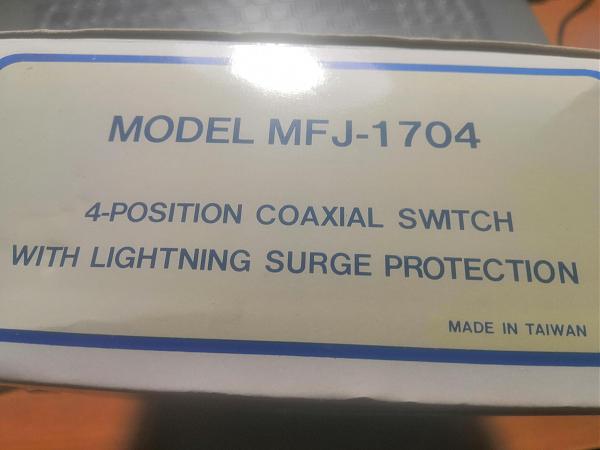 MODEL MFJ-1704
4-POSITION COAXIAL SWITCH
WITH LIGHTNING SURGE PROTECTION
MADE IN TAIWAN